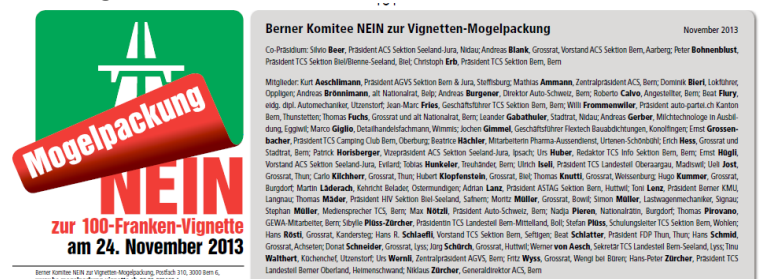 Mogelpackung
NEIN
zur 100-Franken-Vignette
am 24. November 2013
Berner Komitee NEIN zur Vignetten-Mogelpackung, Postfach 310, 3000 Bern 6,
Berner Komitee NEIN zur Vignetten-Mogelpackung
November 2013
Co-Präsidium: Silvio Beer, Präsident ACS Sektion Seeland-Jura, Nidau; Andreas Blank, Grossrat, Vorstand ACS Sektion Bern, Aarberg; Peter Bohnenblust,
Präsident TCS Sektion Biel/Bienne-Seeland, Biel; Christoph Erb, Präsident TCS Sektion Bern, Bern
Mitglieder: Kurt Aeschlimann, Präsident AGVS Sektion Bern & Jura, Steffisburg; Mathias Ammann, Zentralpräsident ACS, Bern; Dominik Bieri, Lokführer,
Oppligen; Andreas Brönnimann, alt Nationalrat, Belp; Andreas Burgener, Direktor Auto-Schweiz, Bern; Roberto Calvo, Angestellter, Bern; Beat Flury,
eidg. dipl. Automechaniker, Utzenstorf; Jean-Marc Fries, Geschäftsführer TCS Sektion Bern, Bern; Willi Frommenwiler, Präsident auto-partei.ch Kanton
Bern, Thunstetten; Thomas Fuchs, Grossrat und alt Nationalrat, Bern; Leander Gabathuler, Stadtrat, Nidau; Andreas Gerber, Milchtechnologe in Ausbil-
dung, Eggiwil; Marco Giglio, Detailhandelsfachmann, Wimmis; Jochen Gimmel, Geschäftsführer Flextech Bauabdichtungen, Konolfingen; Ernst Grossen-
bacher, Präsident TCS Camping Club Bern, Oberburg; Beatrice Hächler, Mitarbeiterin Pharma-Aussendienst, Urtenen-Schönbühl; Erich Hess, Grossrat und
Stadtrat, Bern; Patrick Horisberger, Vizepräsident ACS Sektion Seeland-Jura, Ipsach; Urs Huber, Redaktor TCS Info Sektion Bern, Bern; Ernst Hügli,
Vorstand ACS Sektion Seeland-Jura, Evilard; Tobias Hunkeler, Treuhänder, Bern; Ulrich Iseli, Präsident TCS Landesteil Oberaargau, Madiswil; Ueli Jost,
Grossrat, Thun; Carlo Kilchherr, Grossrat, Thun; Hubert Klopfenstein, Grossrat, Biel; Thomas Knutti, Grossrat, Weissenburg; Hugo Kummer, Grossrat,
Burgdorf; Martin Läderach, Kehricht Belader, Ostermundigen; Adrian Lanz, Präsident ASTAG Sektion Bern, Huttwil; Toni Lenz, Präsident Berner KMU,
Langnau; Thomas Mäder, Präsident HIV Sektion Biel-Seeland, Safnern; Moritz Müller, Grossrat, Bowil; Simon Müller, Lastwagenmechaniker, Signau;
Stephan Müller, Mediensprecher TCS, Bern; Max Nötzli, Präsident Auto-Schweiz, Bern; Nadja Pieren, Nationalrätin, Burgdorf; Thomas Pirovano,
GEWA-Mitarbeiter, Bern; Sibylle Plüss-Zürcher, Präsidentin TCS Landesteil Bern-Mittelland, Boll; Stefan Plüss, Schulungsleiter TCS Sektion Bern, Wohlen;
Hans Rösti, Grossrat, Kandersteg; Hans R. Schlaefli, Vorstand TCS Sektion Bern, Seftigen; Beat Schlatter, Präsident FDP Thun, Thun; Hans Schmid,
Grossrat, Achseten; Donat Schneider, Grossrat, Lyss; Jörg Schürch, Grossrat, Huttwil; Werner von Aesch, Sekretär TCS Landesteil Bern-Seeland, Lyss; Tinu
Walthert, Küchenchef, Utzenstorf; Urs Wernli, Zentralpräsident AGVS, Bern; Fritz Wyss, Grossrat, Wengi bei Büren; Hans-Peter Zürcher, Präsident TCS
Landesteil Berner Oberland, Heimenschwand; Niklaus Zürcher, Generaldirektor ACS, Bern